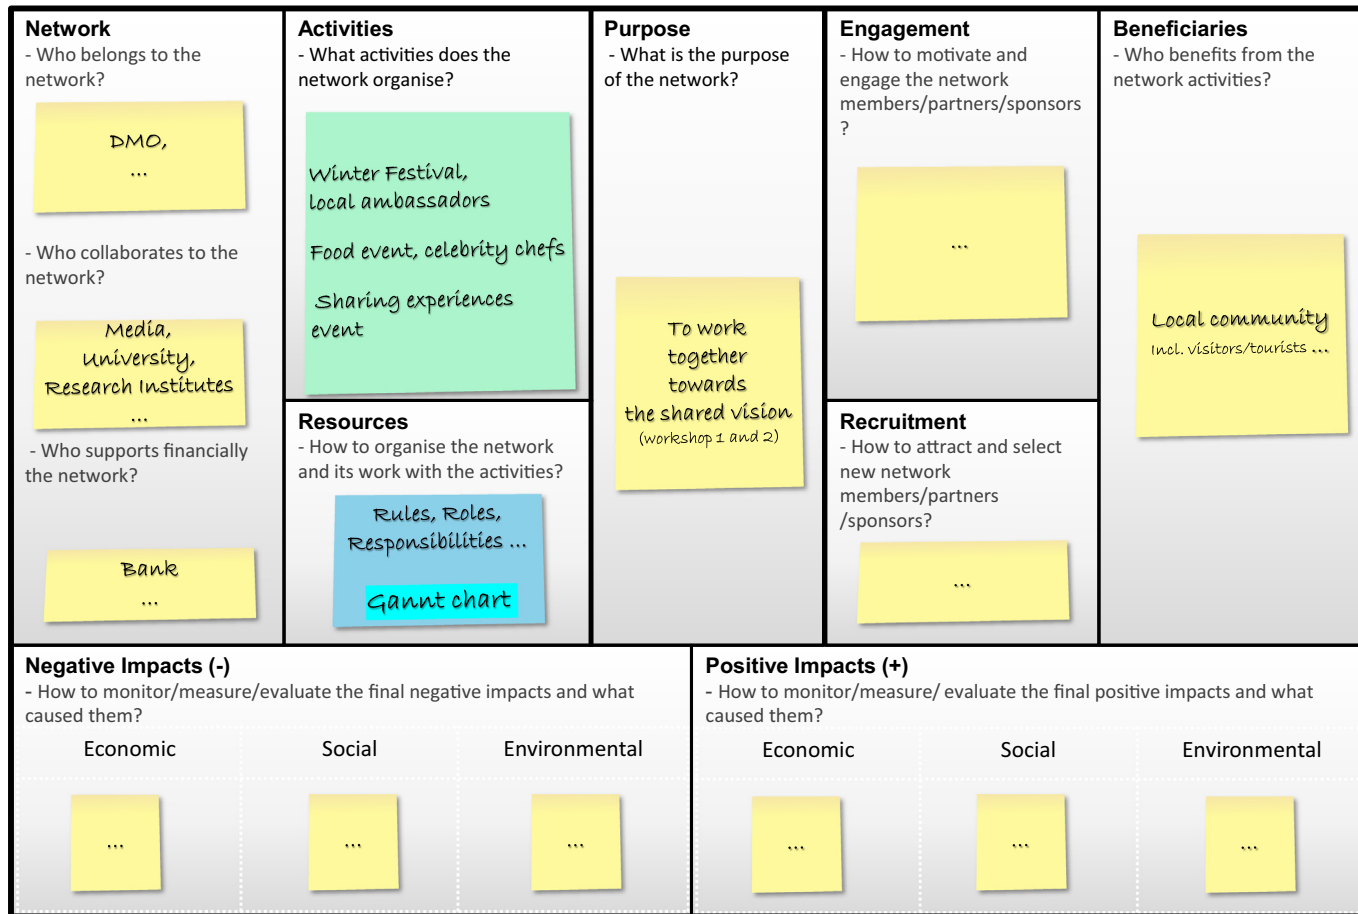 Network
- Who belongs to the
network?
DMO,
...
- Who collaborates to the
network?
Media,
University,
Research Institutes
...
- Who supports financially
the network?
Bank
...
Activities
- What activities does the
network organise?
Winter Festival,
local ambassadors
Food event, celebrity chefs
Sharing experiences
event
Resources
- How to organise the network
and its work with the activities?
Rules, Roles,
Responsibilities ...
Gannt chart
Purpose
- What is the purpose
of the network?
To work
together
towards
the shared vision
(workshop 1 and 2)
Engagement
- How to motivate and
engage the network
members/partners/sponsors
?
...
Recruitment
- How to attract and select
new network
members/partners
/sponsors?
...
Beneficiaries
- Who benefits from the
network activities?
Local community
Incl. visitors/tourists ...
Negative Impacts (-)
- How to monitor/measure/evaluate the final negative impacts and what
caused them?
Economic
Social
Environmental
...
...
...
Positive Impacts (+)
- How to monitor/measure/ evaluate the final positive impacts and what
caused them?
Economic
Social
Environmental
...
...
...